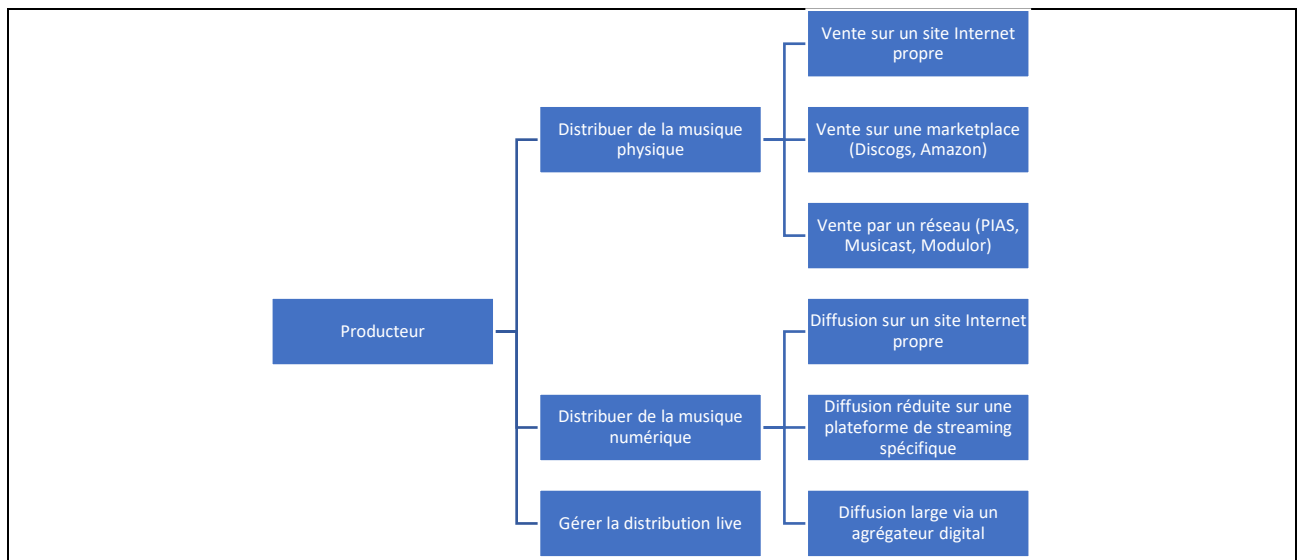 Producteur
Distribuer de la musique
physique
Vente sur un site Internet
propre
Vente sur une marketplace
(Discogs, Amazon)
Vente par un réseau (PIAS,
Musicast, Modulor)
Distribuer de la musique
numérique
Diffusion sur un site Internet
propre
Diffusion réduite sur une
plateforme de streaming
spécifique
Diffusion large via un
agrégateur digital
Gérer la distribution live